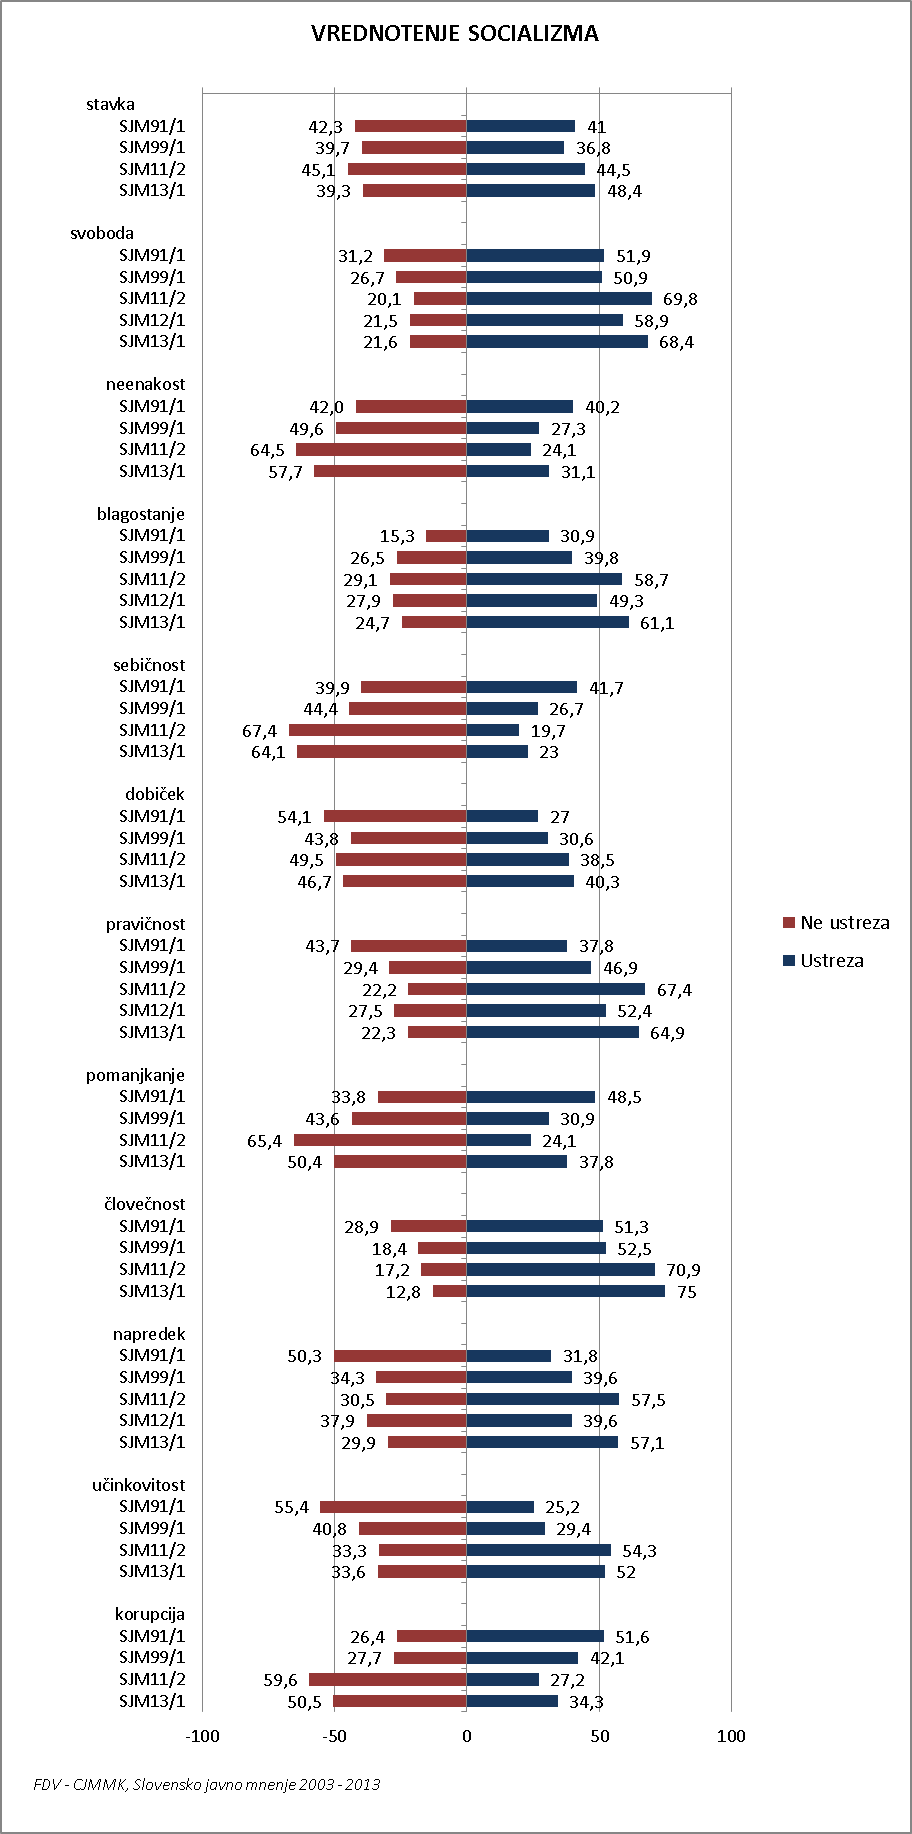 VREDNOTENJE SOCIALIZMA
stavka
SJM91/1 42,3 41
SJM99/1 39,7 36,8
SJM11/2 45,1 44,5
SJM13/1 39,3 48,4
svoboda
SJM91/1 31,2 51,9
SJM99/1 26,7 50,9
SJM11/2 20,1 69,8
SJM12/1 21,5 58,9
SJM13/1 21,6 68,4
neenakost
SJM91/1 42,0 40,2
SJM99/1 49,6 27,3
SJM11/2 64,5 24,1
SJM13/1 57,7 31,1
blagostanje
SJM91/1 15,3 30,9
SJM99/1 26,5 39,8
SJM11/2 29,1 58,7
SJM12/1 27,9 49,3
SJM13/1 24,7 61,1
sebičnost
SJM91/1 39,9 41,7
SJM99/1 44,4 26,7
SJM11/2 67,4 19,7
SJM13/1 64,1 23
dobiček
SJM91/1 54,1 27
SJM99/1 43,8 30,6
SJM11/2 49,5 38,5
SJM13/1 46,7 40,3
pravičnost
SJM91/1 43,7 37,8
SJM99/1 29,4 46,9
SJM11/2 22,2 67,4
SJM12/1 27,5 52,4
SJM13/1 22,3 64,9
pomanjkanje
SJM91/1 33,8 48,5
SJM99/1 43,6 30,9
SJM11/2 65,4 24,1
SJM13/1 50,4 37,8
človečnost
SJM91/1 28,9 51,3
SJM99/1 18,4 52,5
SJM11/2 17,2 70,9
SJM13/1 12,8 75
napredek
SJM91/1 50,3 31,8
SJM99/1 34,3 39,6
SJM11/2 30,5 57,5
SJM12/1 37,9 39,6
SJM13/1 29,9 57,1
učinkovitost
SJM91/1 55,4 25,2
SJM99/1 40,8 29,4
SJM11/2 33,3 54,3
SJM13/1 33,6 52
korupcija
SJM91/1 26,4 51,6
SJM99/1 27,7 42,1
SJM11/2 59,6 27,2
SJM13/1 50,5 34,3
-100 -50 0 50 100
Ne ustreza
Ustreza
FDV - CJMMK, Slovensko javno mnenje 2003 - 2013